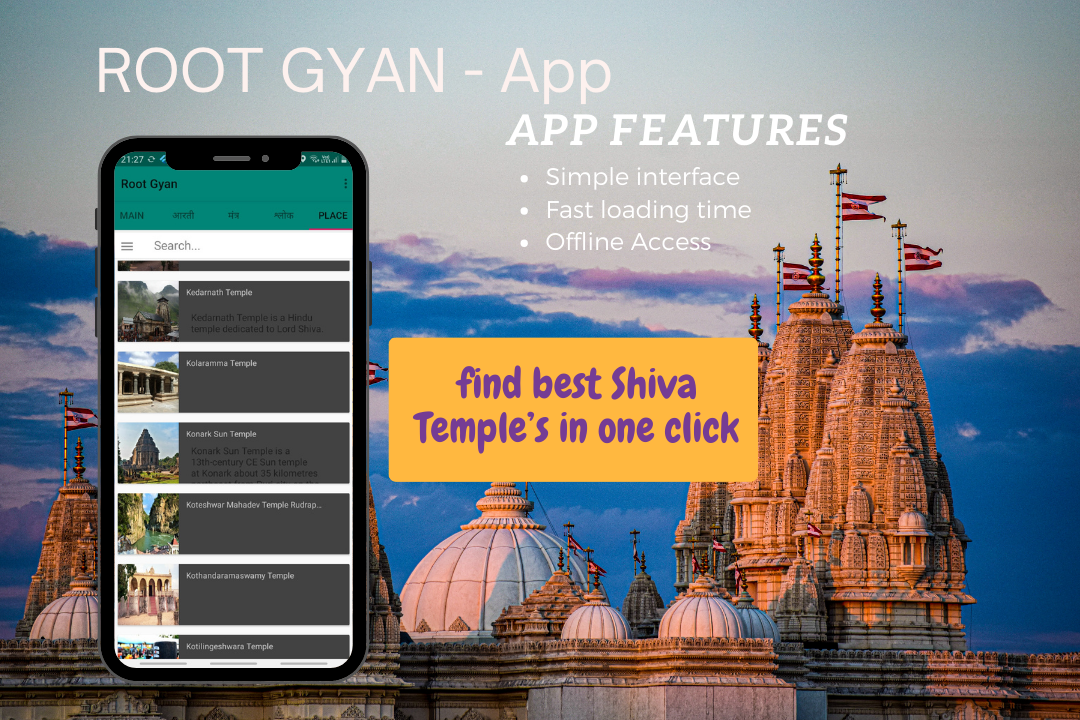 ROOT GYAN - App
APP FEATURES
• Simple interface
• Fast loading time
• Offline Access
21:27
Root Gyan
MAIN आरती मंत्र श्लोक PLACE
Search...
Kedarnath Temple
Kedarnath Temple is a Hindu
temple dedicated to Lord Shiva.
Kolaramma Temple
Konark Sun Temple
Konark Sun Temple is a
13th-century CE Sun temple
at Konark about 35 kilometres
Koteshwar Mahadev Temple Rudrap...
Kothandaramaswamy Temple
Kotilingeshwara Temple
find best Shiva
Temple's in one click